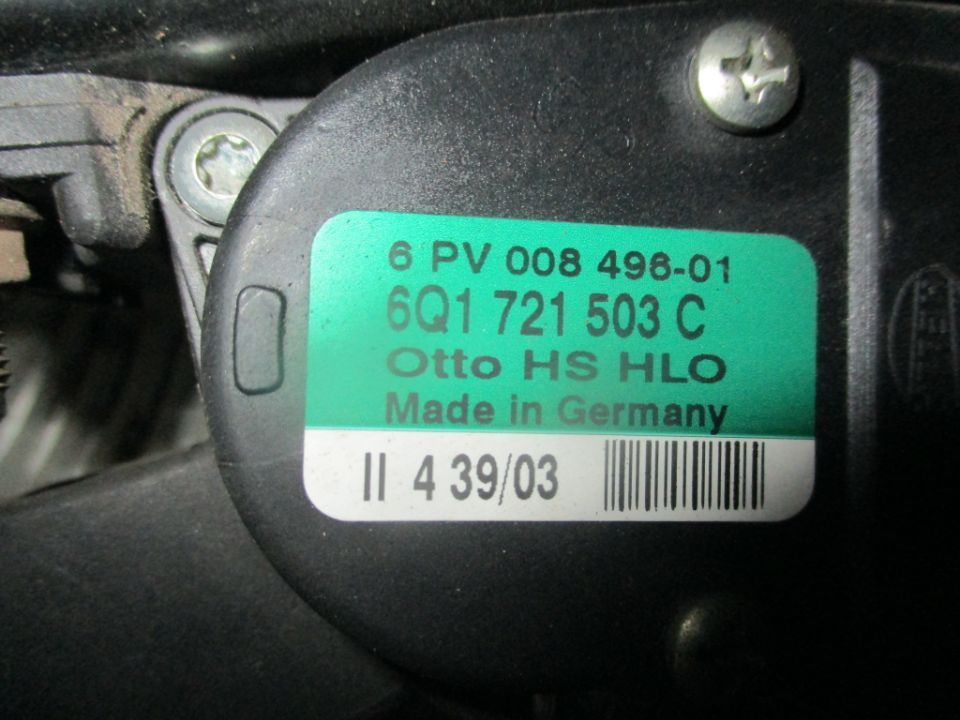 6 PV 008 496-01
6Q1 721 503 C
Otto HS HLO
Made in Germany
II 4 39/03